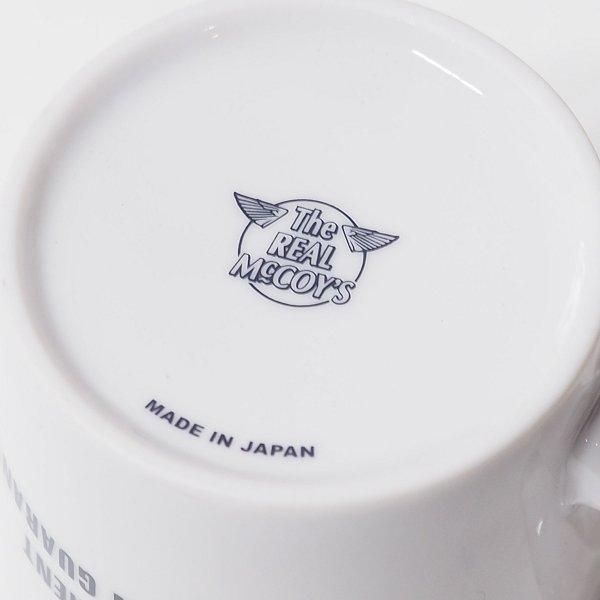 The
REAL
McCOY'S
MADE IN JAPAN